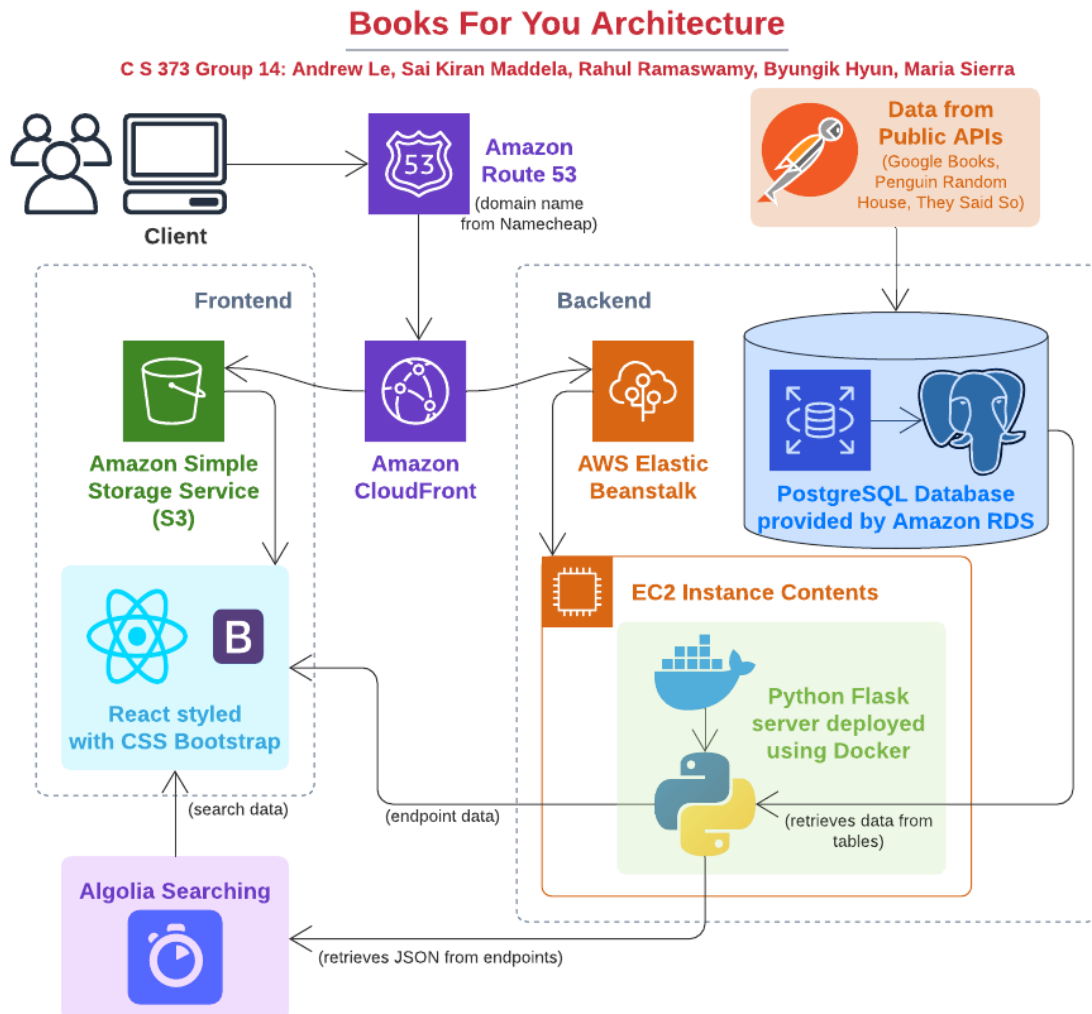 Books For You Architecture
C S 373 Group 14: Andrew Le, Sai Kiran Maddela, Rahul Ramaswamy, Byungik Hyun, Maria Sierra
Client
53
Amazon
Route 53
(domain name
from Namecheap)
Data from
Public APIs
(Google Books,
Penguin Random
House, They Said So)
Frontend
Backend
Amazon Simple
Storage Service
(S3)
Amazon
CloudFront
AWS Elastic
Beanstalk
PostgreSQL Database
provided by Amazon RDS
EC2 Instance Contents
B
React styled
with CSS Bootstrap
Python Flask
server deployed
using Docker
(search data)
(endpoint data)
(retrieves data from
tables)
Algolia Searching
(retrieves JSON from endpoints)